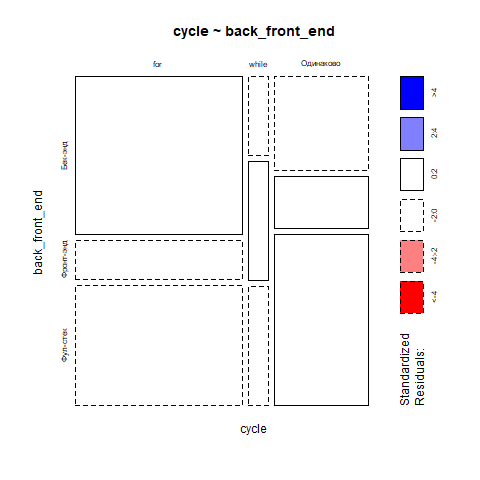 cycle ~ back_front_end
for
while
Одинаково
back_front_end
Бек-энд
Фронт-энд
Фул-стек
cycle
Standardized
Residuals:
<-4
-4:-2
-2:0
0:2
2:4
>4